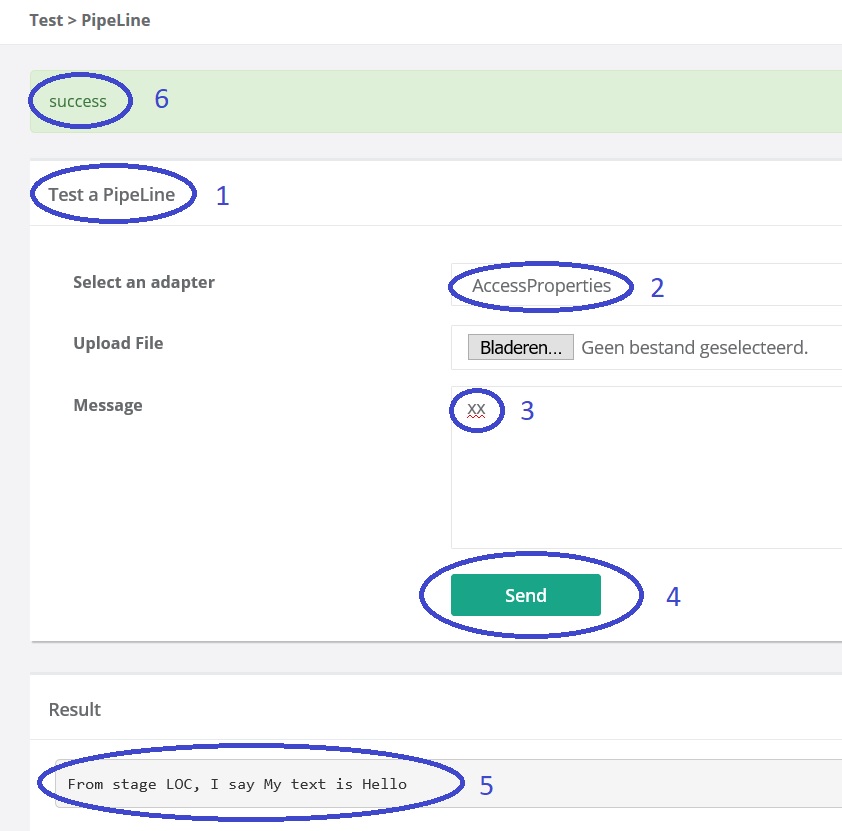 Test > PipeLine
success 6
Test a PipeLine 1
Select an adapter AccessProperties 2
Upload File Bladeren... Geen bestand geselecteerd.
Message xx 3
Send 4
Result
From stage LOC, I say My text is Hello 5